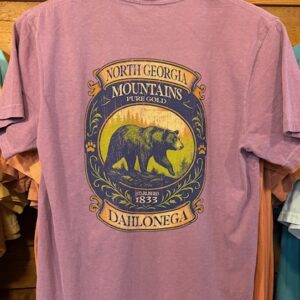 NORTH GEORGIA
MOUNTAINS
PURE GOLD
ESTABLISHED
1833
DAHLONEGA